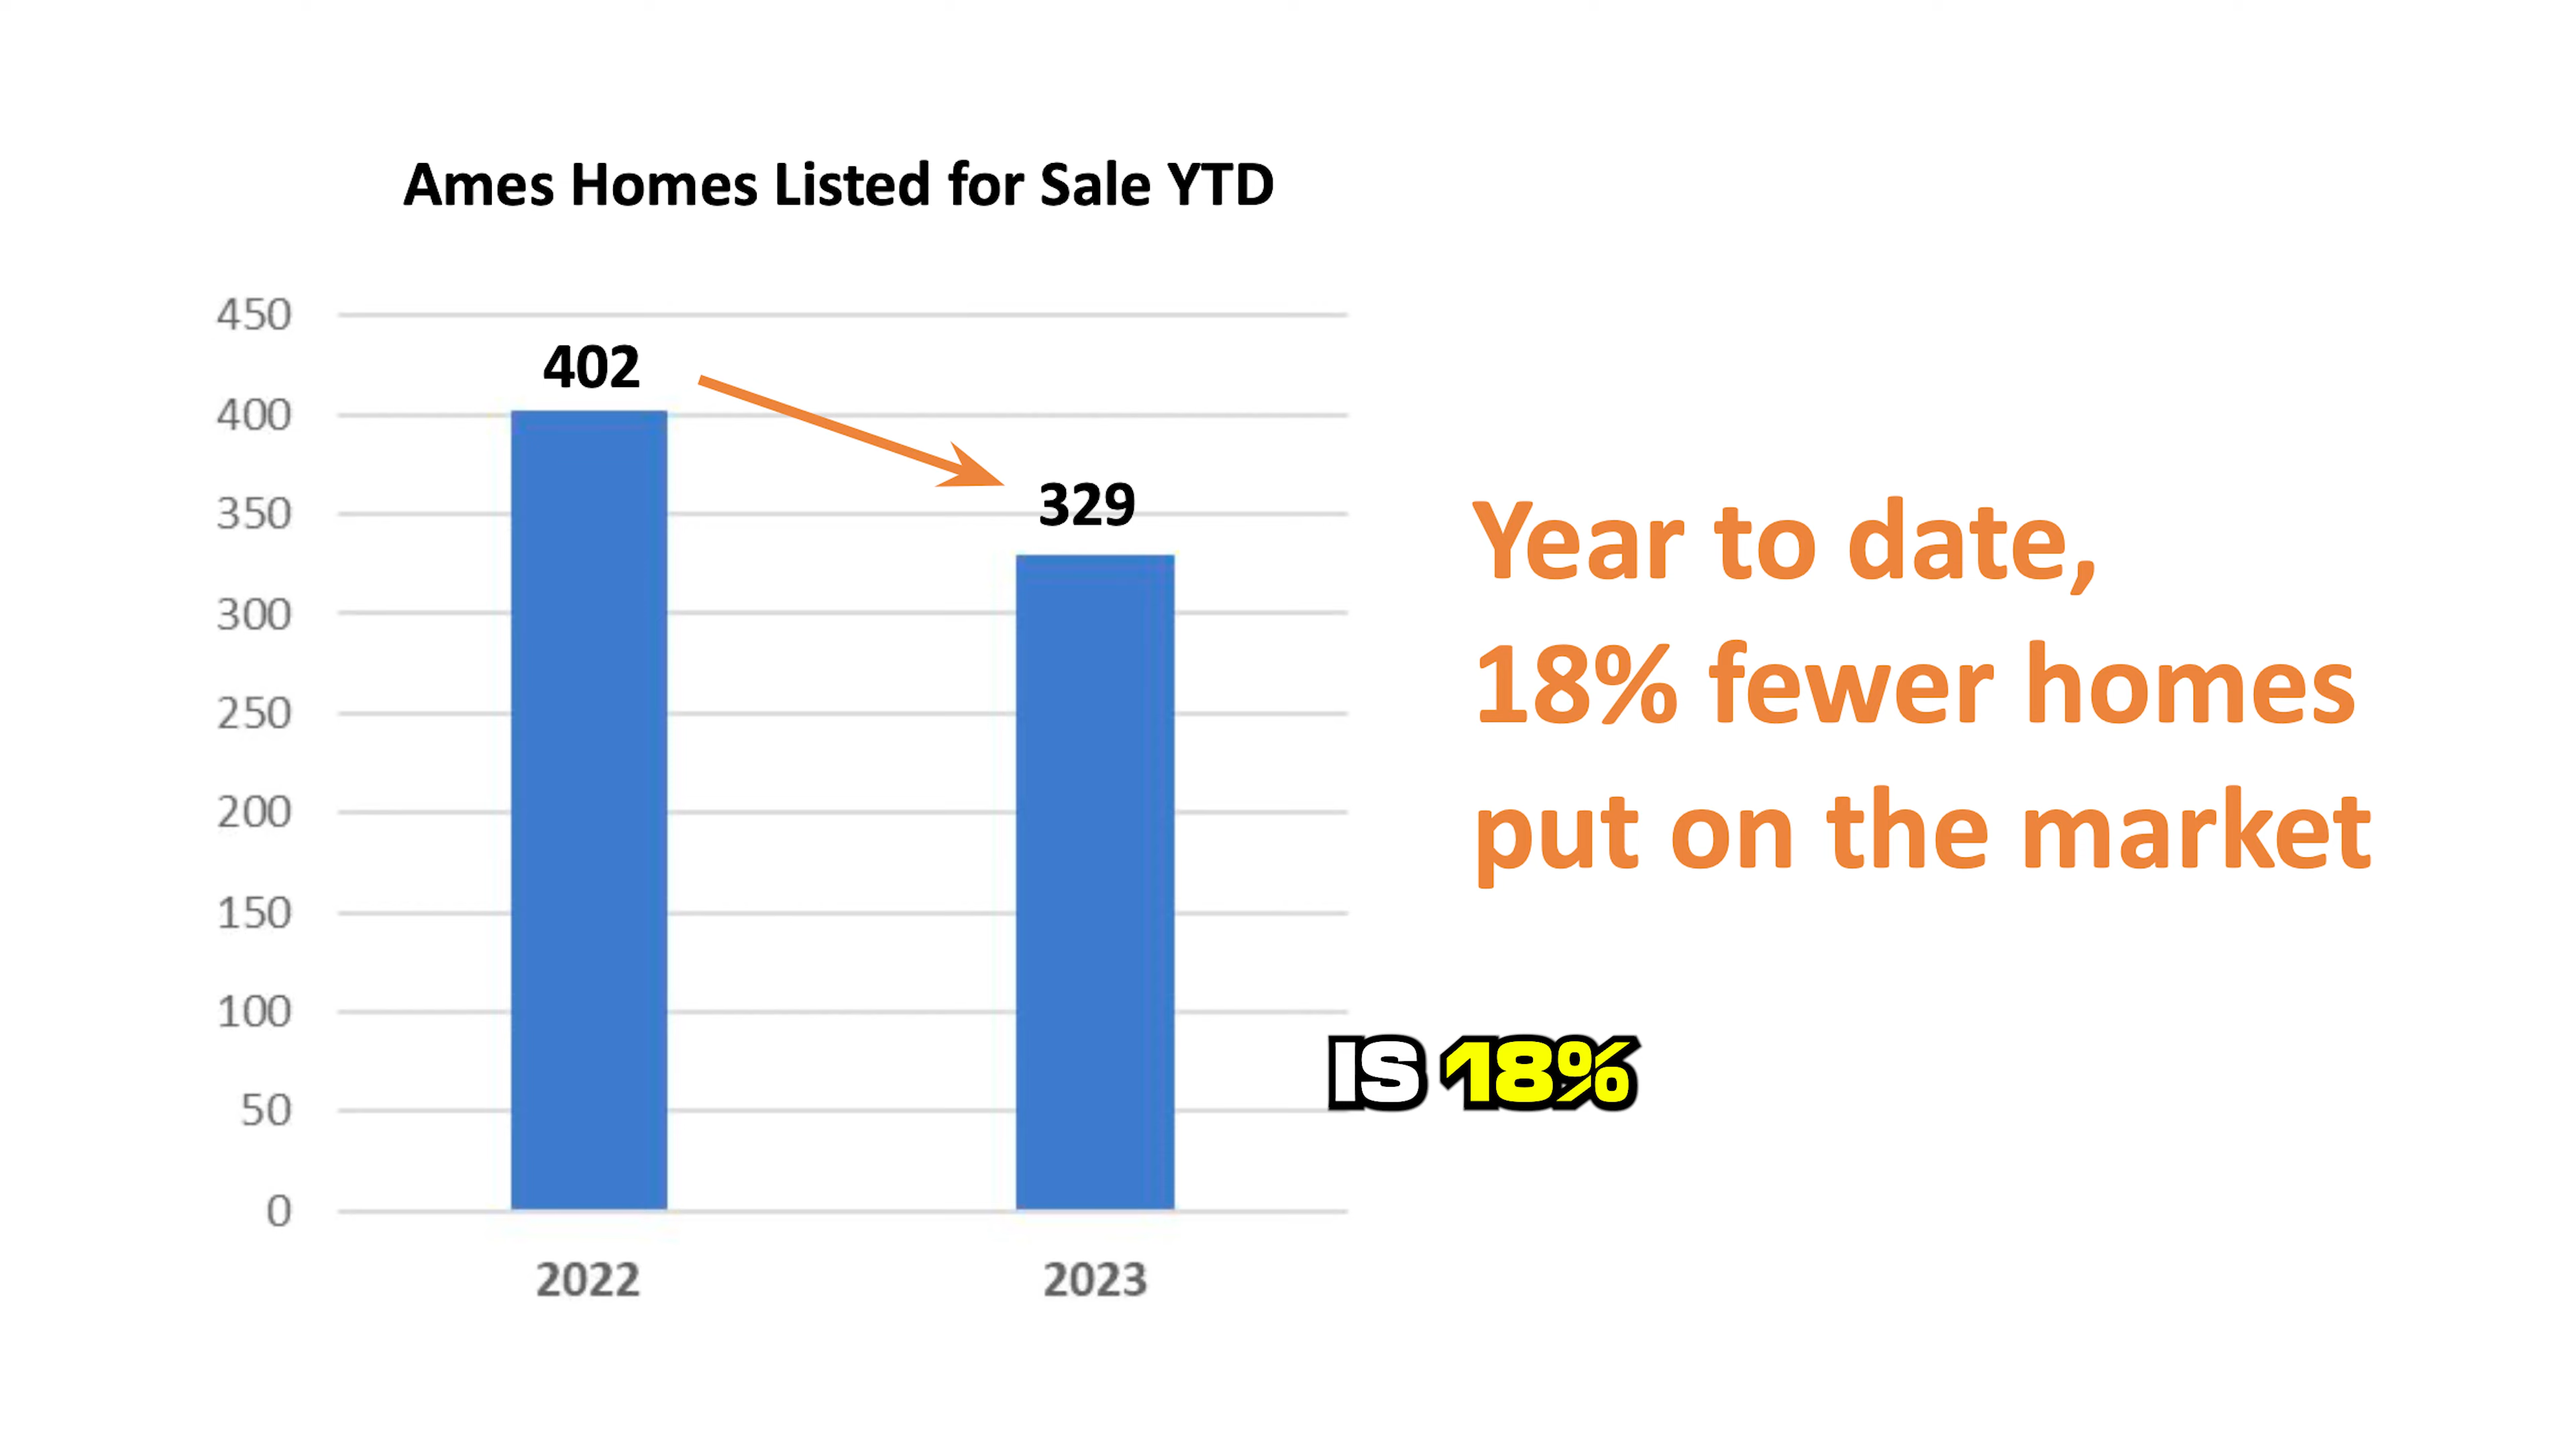 Ames Homes Listed for Sale YTD
450
402
400
329
350
300
250
200
150
100
50
0
2022
2023
Year to date,
18% fewer homes
put on the market
IS 18%